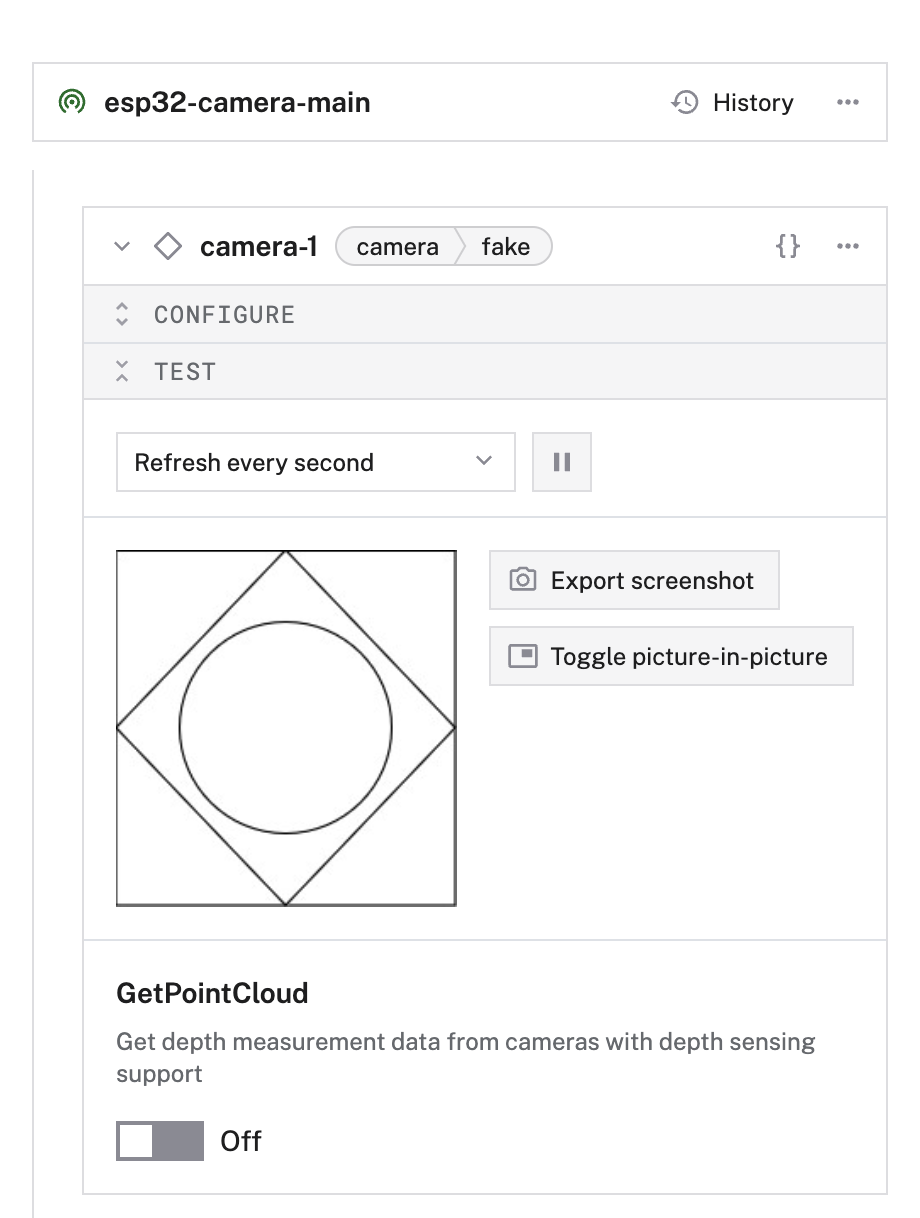 esp32-camera-main
History
camera-1 camera fake {}
CONFIGURE
TEST
Refresh every second
Export screenshot
Toggle picture-in-picture
GetPointCloud
Get depth measurement data from cameras with depth sensing
support
Off